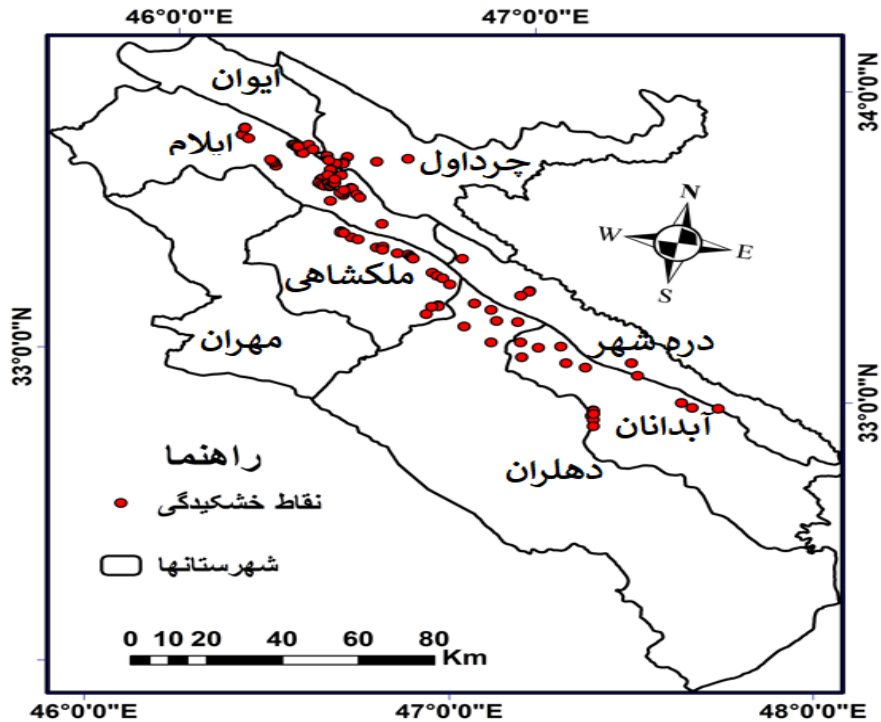 46°0'0"E 47°0'0"E
34°0'0"N
33°0'0"N
33°0'0"N
ایوان
ایلام
چرداول
N
W E
S
ملکشاهی
مهران
دره شهر
آبدانان
دهلران
راهنما
نقاط خشکیدگی
شهرستانها
0 10 20 40 60 80
Km
46°0'0"E 47°0'0"E 48°0'0"E